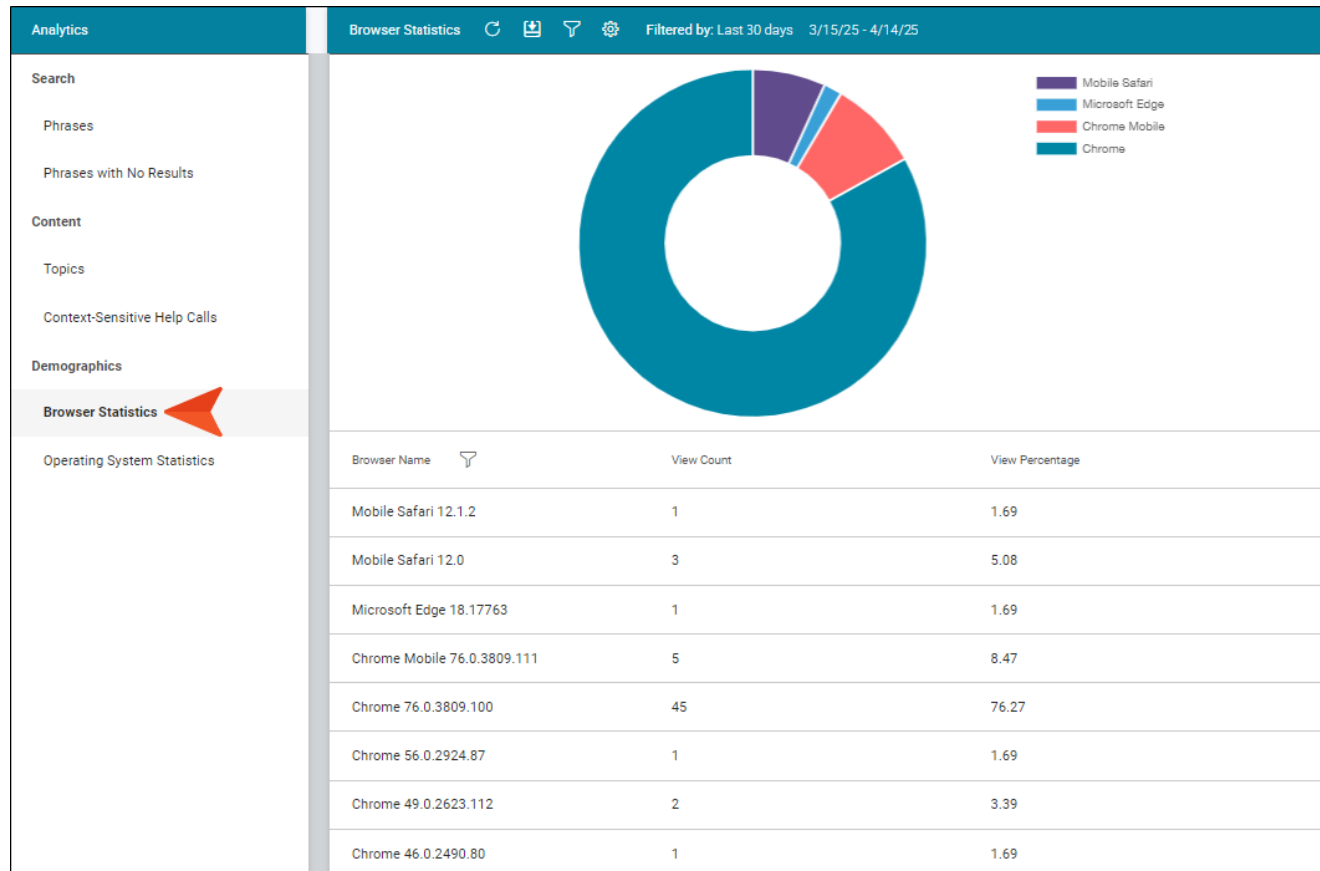 Analytics
Browser Statistics Filtered by: Last 30 days 3/15/25 - 4/14/25
Search
Phrases
Phrases with No Results
Content
Topics
Context-Sensitive Help Calls
Demographics
Browser Statistics
Operating System Statistics
Mobile Safari
Microsoft Edge
Chrome Mobile
Chrome
Browser Name View Count View Percentage
Mobile Safari 12.1.2 1 1.69
Mobile Safari 12.0 3 5.08
Microsoft Edge 18.17763 1 1.69
Chrome Mobile 76.0.3809.111 5 8.47
Chrome 76.0.3809.100 45 76.27
Chrome 56.0.2924.87 1 1.69
Chrome 49.0.2623.112 2 3.39
Chrome 46.0.2490.80 1 1.69